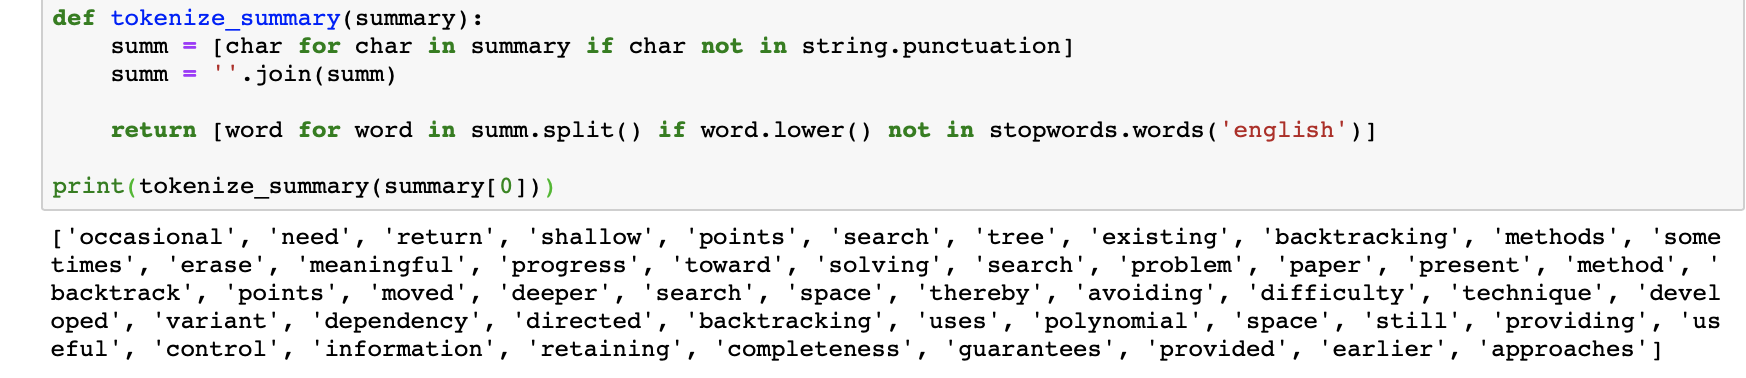 def tokenize_summary(summary):
    summ = [char for char in summary if char not in string.punctuation]
    summ = ''.join(summ)

    return [word for word in summ.split() if word.lower() not in stopwords.words('english')]

print(tokenize_summary(summary[0]))
['occasional', 'need', 'return', 'shallow', 'points', 'search', 'tree', 'existing', 'backtracking', 'methods', 'some
times', 'erase', 'meaningful', 'progress', 'toward', 'solving', 'search', 'problem', 'paper', 'present', 'method', '
backtrack', 'points', 'moved', 'deeper', 'search', 'space', 'thereby', 'avoiding', 'difficulty', 'technique', 'devel
oped', 'variant', 'dependency', 'directed', 'backtracking', 'uses', 'polynomial', 'space', 'still', 'providing', 'us
eful', 'control', 'information', 'retaining', 'completeness', 'guarantees', 'provided', 'earlier', 'approaches']